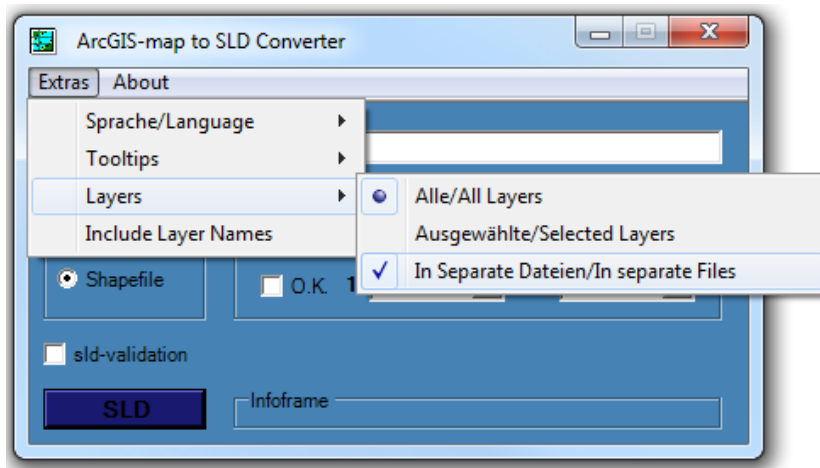 ArcGIS-map to SLD Converter
Extras About
Sprache/Language
Tooltips
Layers
Include Layer Names
Alle/All Layers
Ausgewählte/Selected Layers
In Separate Dateien/In separate Files
Shapefile
O.K. 1
sld-validation
SLD
Infoframe